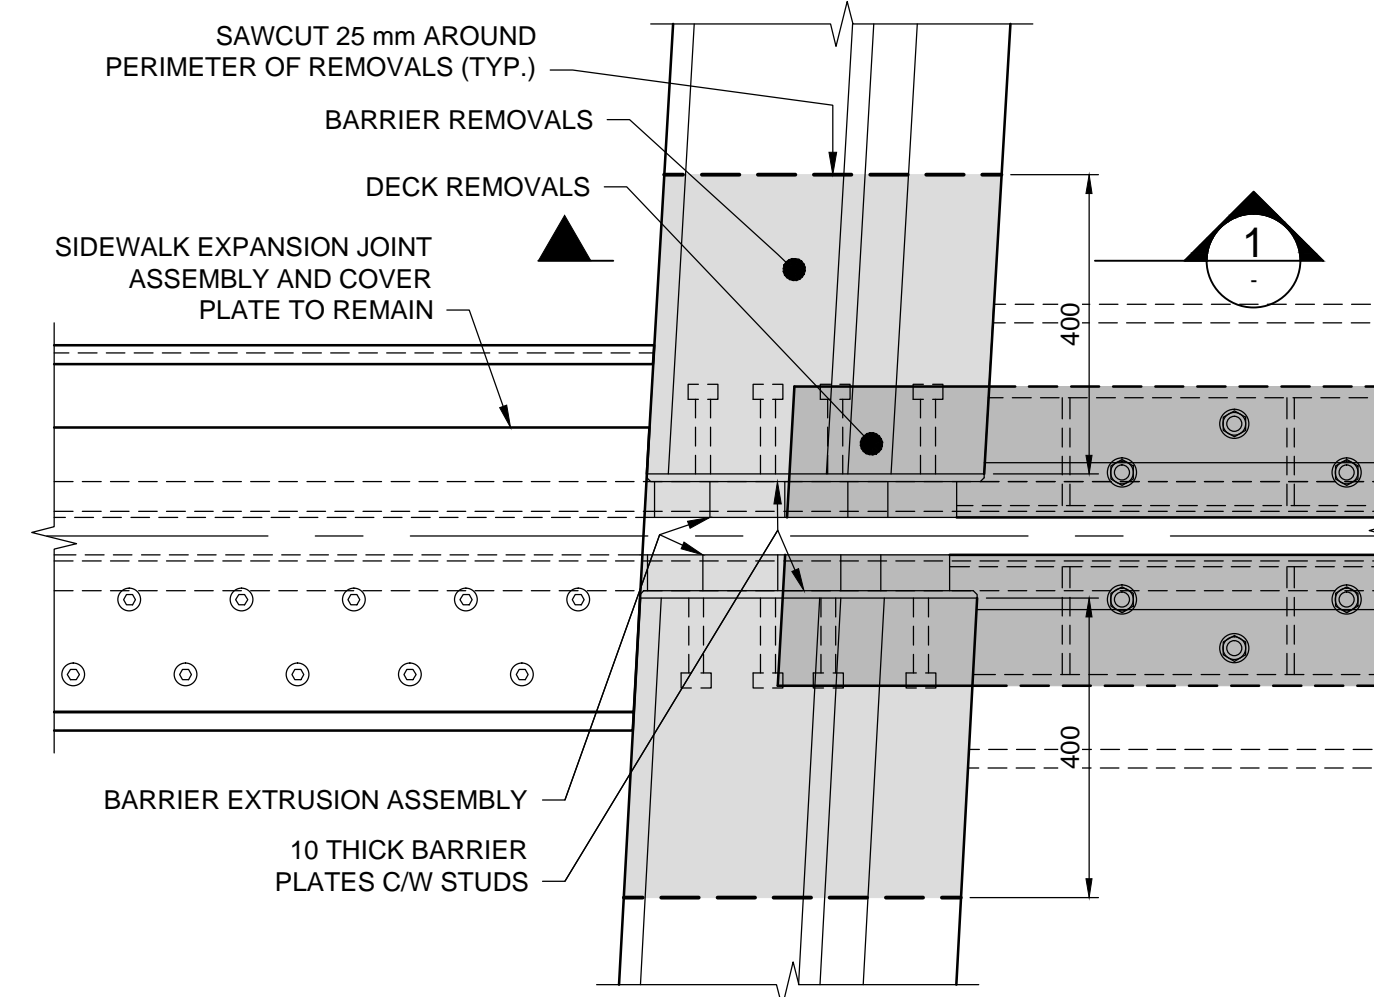 SAWCUT 25 mm AROUND
PERIMETER OF REMOVALS (TYP.)
BARRIER REMOVALS
DECK REMOVALS
SIDEWALK EXPANSION JOINT
ASSEMBLY AND COVER
PLATE TO REMAIN
1
-
400
400
BARRIER EXTRUSION ASSEMBLY
10 THICK BARRIER
PLATES C/W STUDS